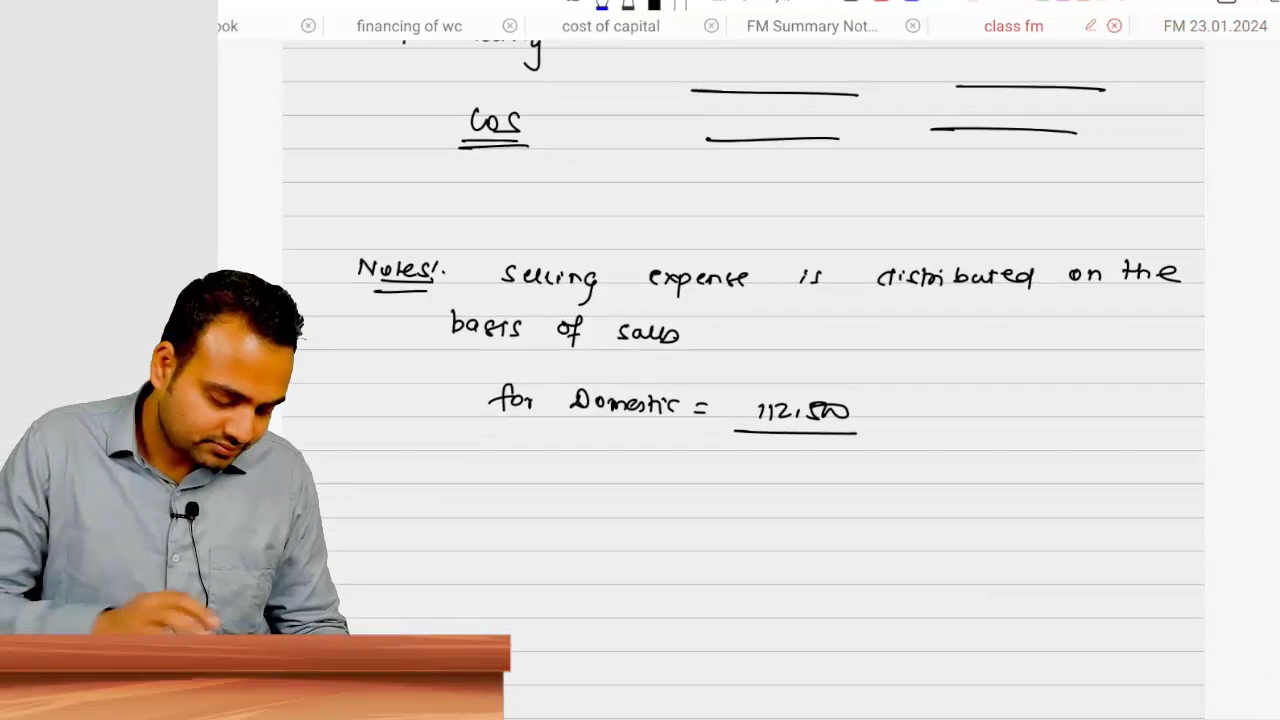 ook financing of wc cost of capital FM Summary Not... class fm FM 23.01.2024
COS
Notes:. Selling expense is distributed on the
basis of sales
for Domestic = 112,500